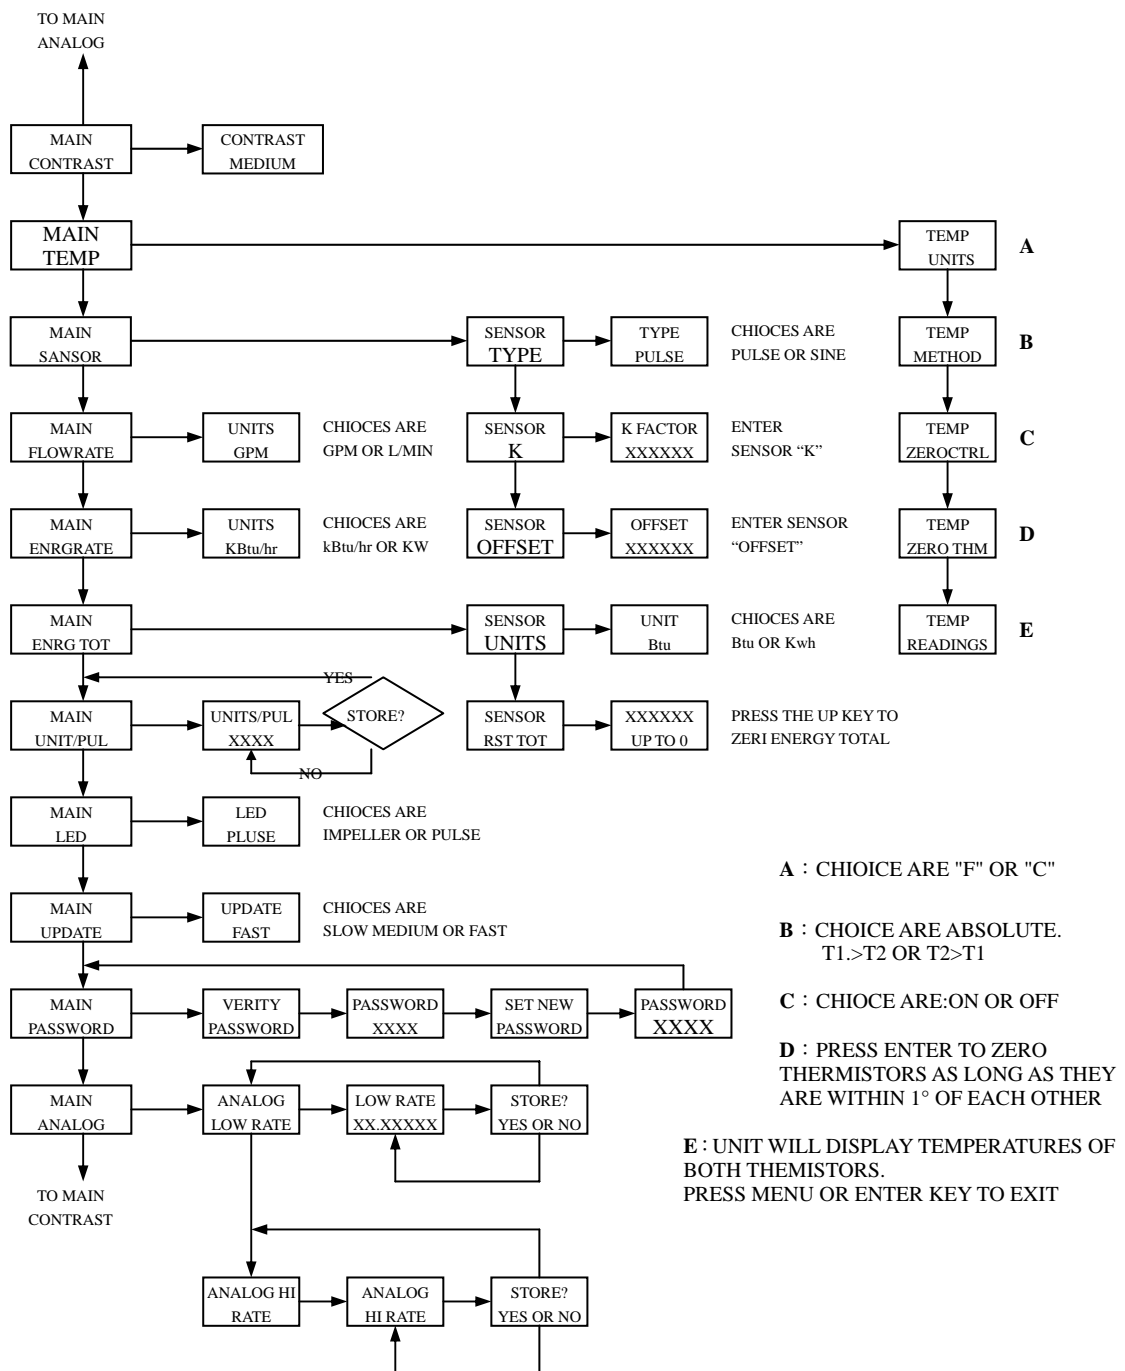 TO MAIN
ANALOG
MAIN
CONTRAST
CONTRAST
MEDIUM
MAIN
TEMP
TEMP
UNITS
A
MAIN
SANSOR
SENSOR
TYPE
TYPE
PULSE
CHIOCES ARE
PULSE OR SINE
TEMP
METHOD
B
MAIN
FLOWRATE
UNITS
GPM
CHIOCES ARE
GPM OR L/MIN
SENSOR
K
K FACTOR
XXXXXX
ENTER
SENSOR “K”
TEMP
ZEROCTRL
C
MAIN
ENRGRATE
UNITS
KBtu/hr
CHIOCES ARE
kBtu/hr OR KW
SENSOR
OFFSET
OFFSET
XXXXXX
ENTER SENSOR
“OFFSET”
TEMP
ZERO THM
D
MAIN
ENRG TOT
SENSOR
UNITS
UNIT
Btu
CHIOCES ARE
Btu OR Kwh
TEMP
READINGS
E
YES
MAIN
UNIT/PUL
UNITS/PUL
XXXX
STORE?
NO
SENSOR
RST TOT
XXXXXX
UP TO 0
PRESS THE UP KEY TO
ZERI ENERGY TOTAL
MAIN
LED
LED
PLUSE
CHIOCES ARE
IMPELLER OR PULSE
MAIN
UPDATE
UPDATE
FAST
CHIOCES ARE
SLOW MEDIUM OR FAST
MAIN
PASSWORD
VERITY
PASSWORD
PASSWORD
XXXX
SET NEW
PASSWORD
PASSWORD
XXXX
MAIN
ANALOG
ANALOG
LOW RATE
LOW RATE
XX.XXXXX
STORE?
YES OR NO
TO MAIN
CONTRAST
ANALOG HI
RATE
ANALOG
HI RATE
STORE?
YES OR NO
A：CHIOICE ARE "F" OR "C"
B：CHOICE ARE ABSOLUTE.
T1.>T2 OR T2>T1
C：CHIOCE ARE:ON OR OFF
D：PRESS ENTER TO ZERO
THERMISTORS AS LONG AS THEY
ARE WITHIN 1° OF EACH OTHER
E：UNIT WILL DISPLAY TEMPERATURES OF
BOTH THEMISTORS.
PRESS MENU OR ENTER KEY TO EXIT